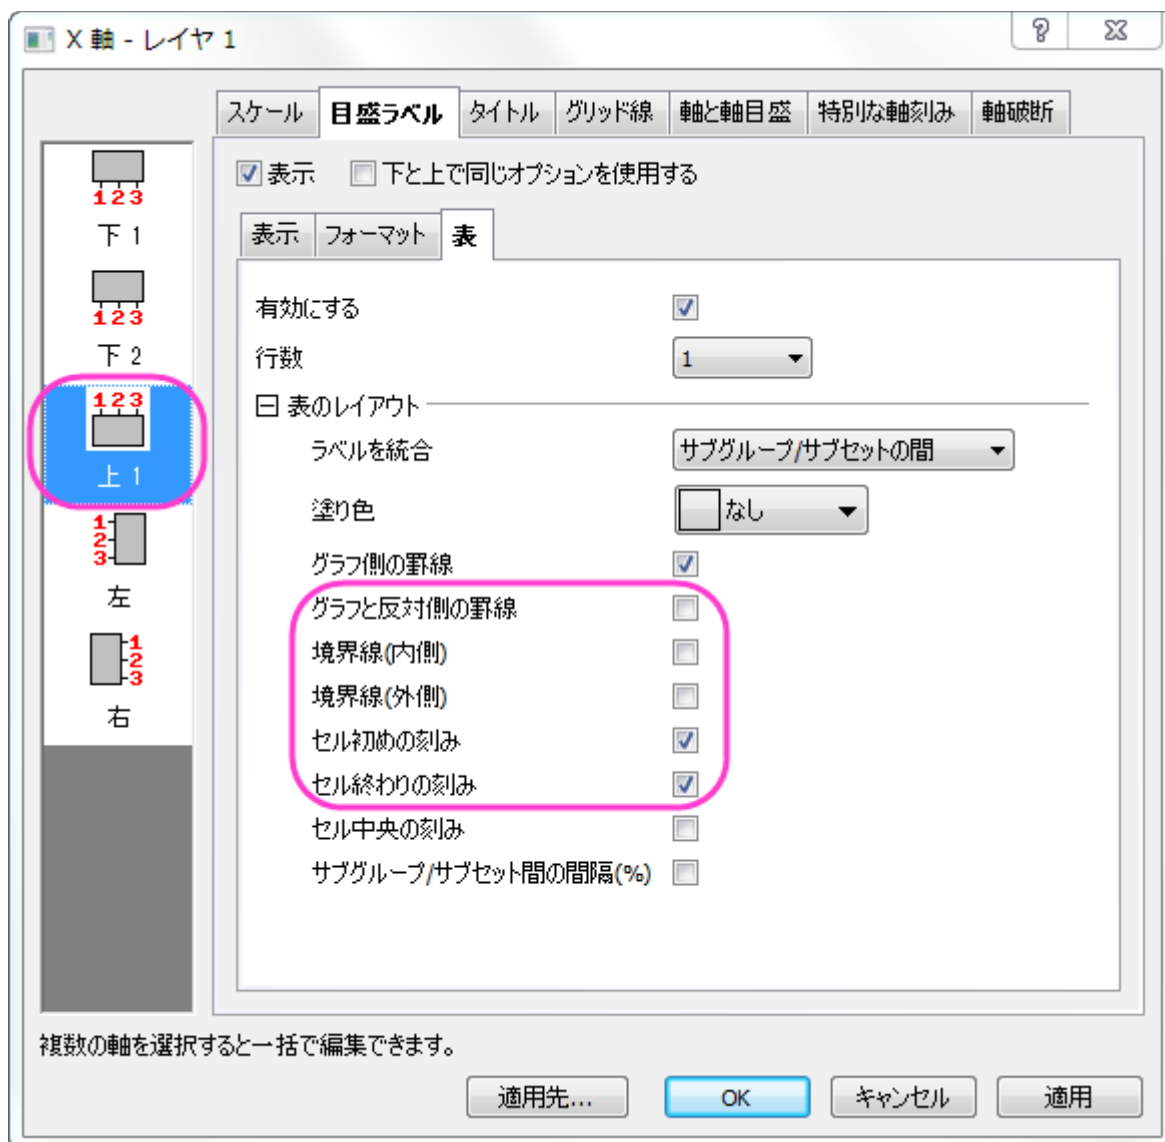 X 軸 - レイヤ 1
スケール 目盛ラベル タイトル グリッド線 軸と軸目盛 特別な軸刻み 軸破断
表示 下と上で同じオプションを使用する
表示 フォーマット 表
123
下 1
123
下 2
123
上 1
1
2
3
左
1
2
3
右
有効にする
行数 1
表のレイアウト
ラベルを統合 サブグループ/サブセットの間
塗り色 なし
グラフ側の罫線
グラフと反対側の罫線
境界線(内側)
境界線(外側)
セル初めの刻み
セル終わりの刻み
セル中央の刻み
サブグループ/サブセット間の間隔(%)
複数の軸を選択すると一括で編集できます。
適用先... OK キャンセル 適用